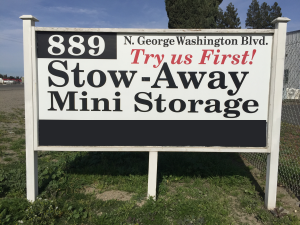 889
N. George Washington Blvd.
Try us First!
Stow-Away
Mini Storage